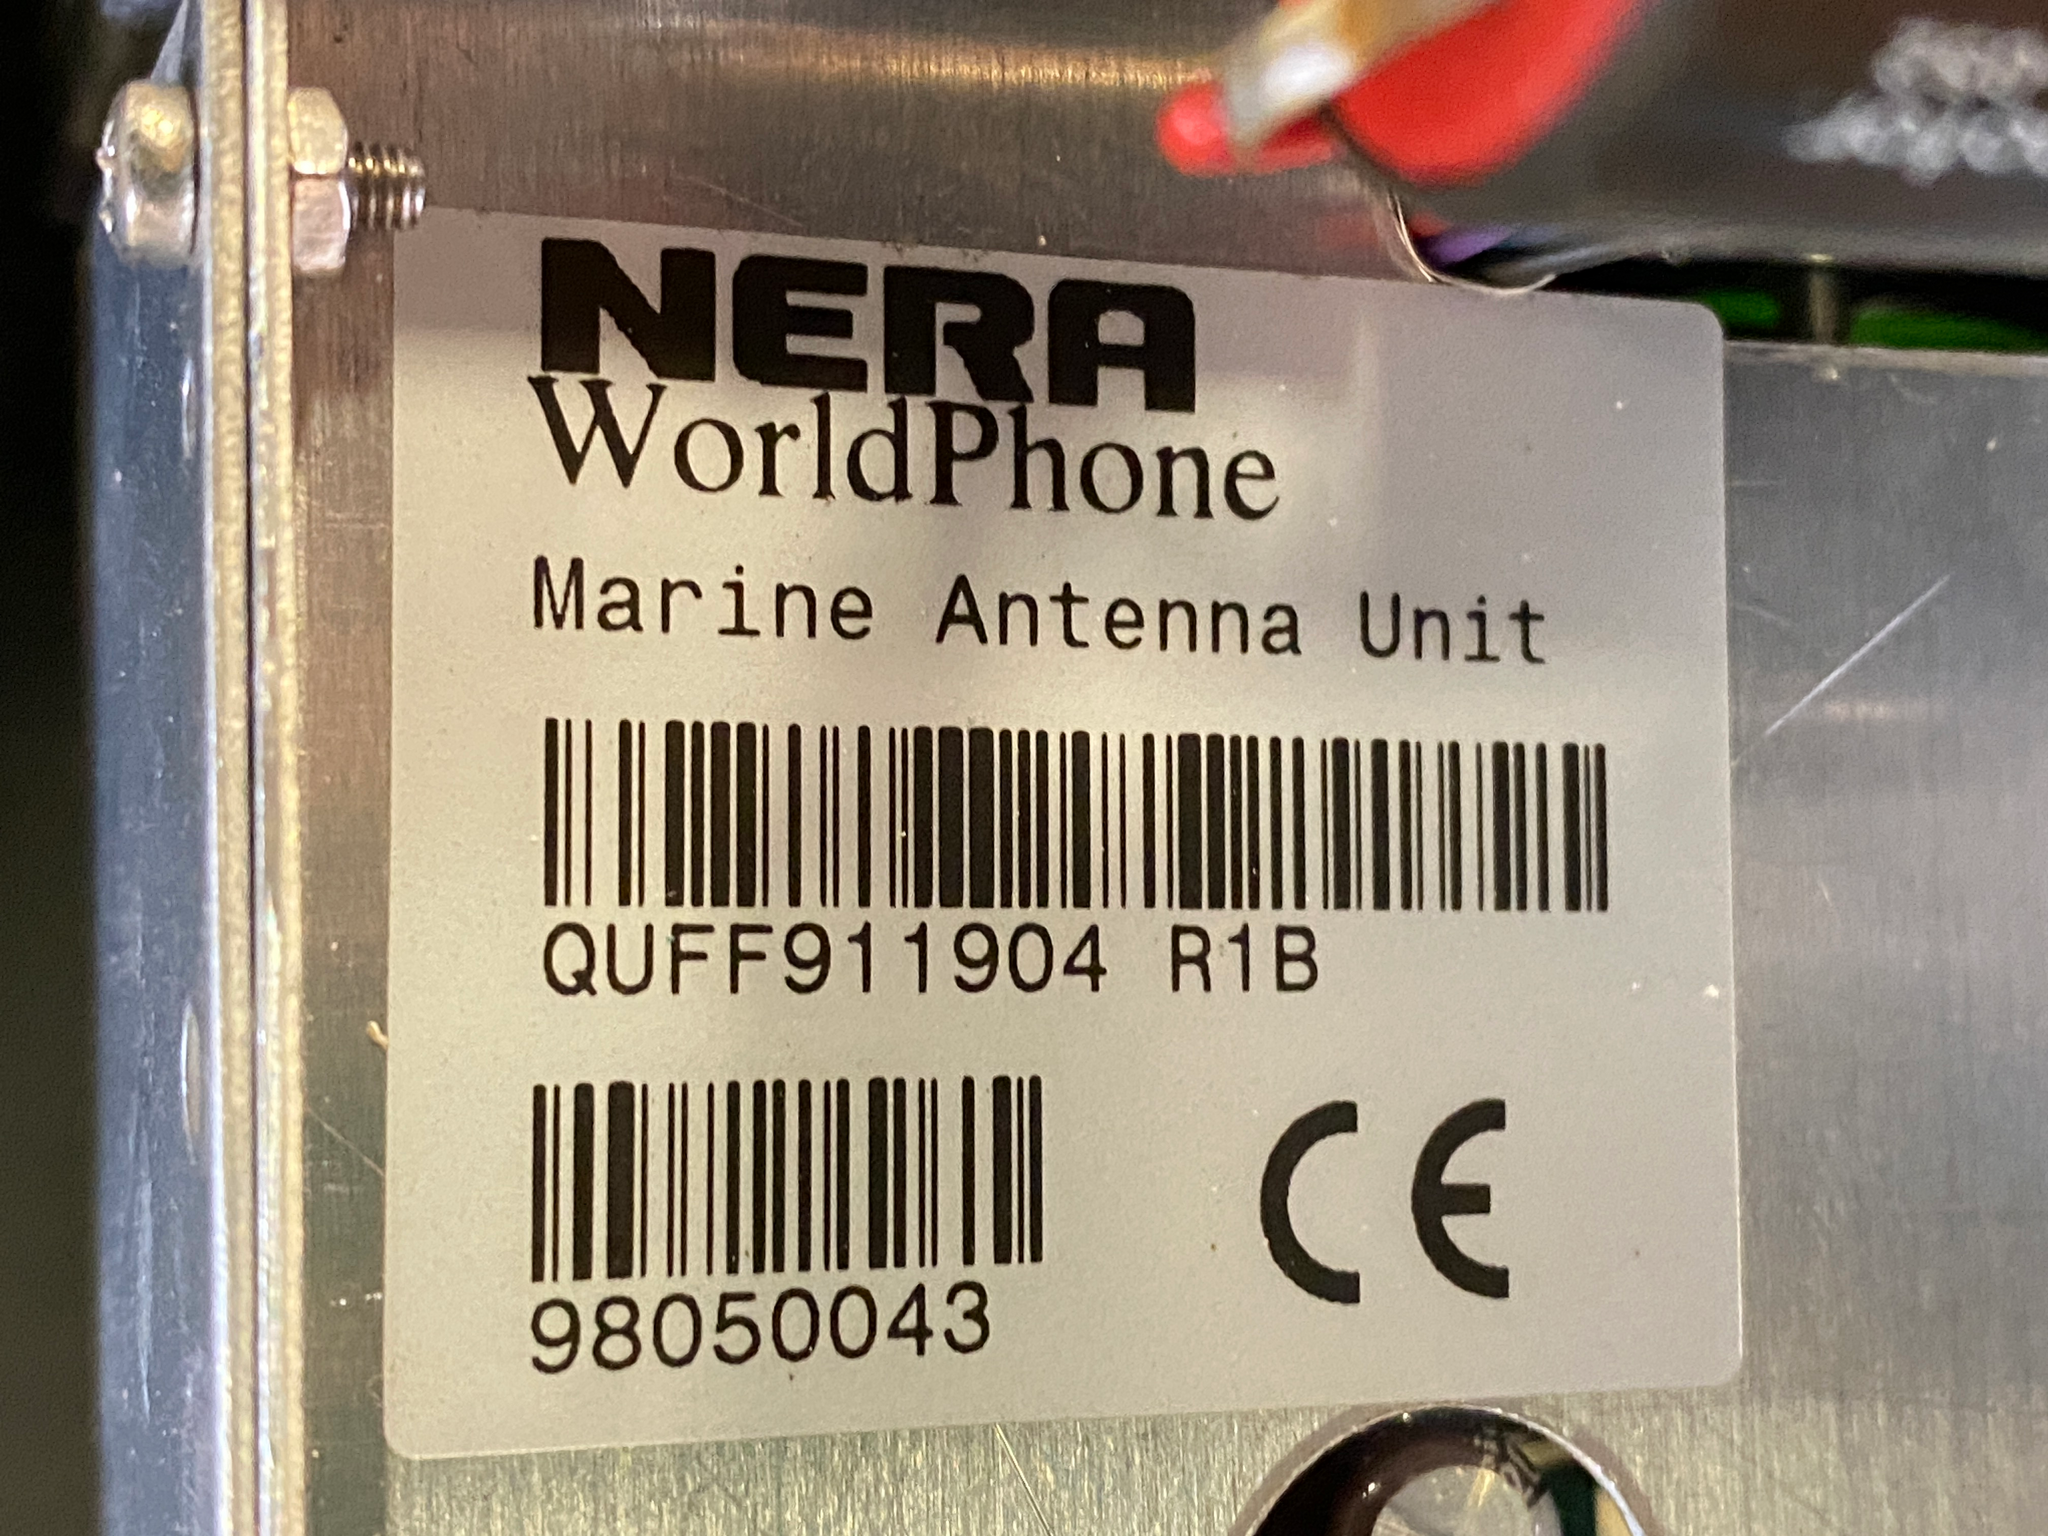 NERA
WorldPhone
Marine Antenna Unit
QUFF911904 R1B
98050043
CE